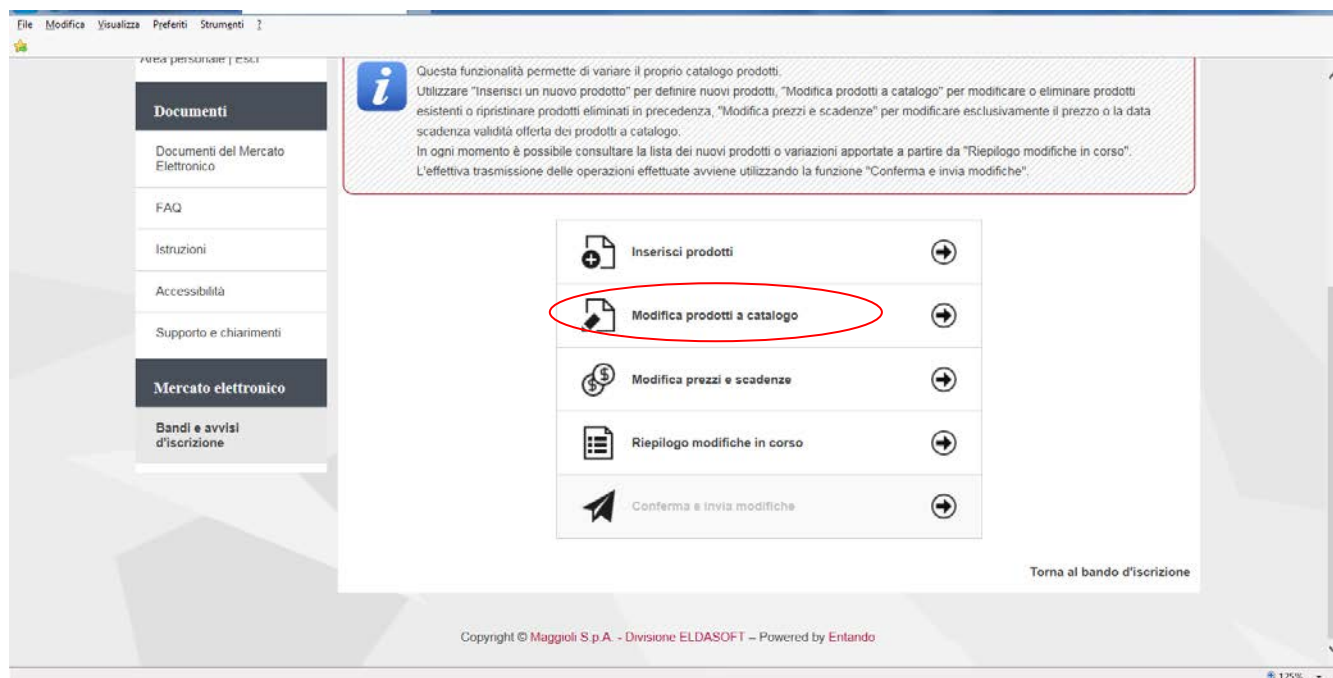 File Modifica Visualizza Preferiti Strumenti ?
Area personale | Esci
Documenti
Documenti del Mercato
Elettronico
FAQ
Istruzioni
Accessibilità
Supporto e chiarimenti
Mercato elettronico
Bandi e avvisi
d'iscrizione
Questa funzionalità permette di variare il proprio catalogo prodotti.
Utilizzare "Inserisci un nuovo prodotto" per definire nuovi prodotti, "Modifica prodotti a catalogo" per modificare o eliminare prodotti
esistenti o ripristinare prodotti eliminati in precedenza, "Modifica prezzi e scadenze" per modificare esclusivamente il prezzo o la data
scadenza validità offerta dei prodotti a catalogo.
In ogni momento è possibile consultare la lista dei nuovi prodotti o variazioni apportate a partire da "Riepilogo modifiche in corso".
L'effettiva trasmissione delle operazioni effettuate avviene utilizzando la funzione "Conferma e invia modifiche".
Inserisci prodotti
Modifica prodotti a catalogo
Modifica prezzi e scadenze
Riepilogo modifiche in corso
Conferma e invia modifiche
Torna al bando d'iscrizione
Copyright © Maggioli S.p.A. - Divisione ELDASOFT – Powered by Entando
125%